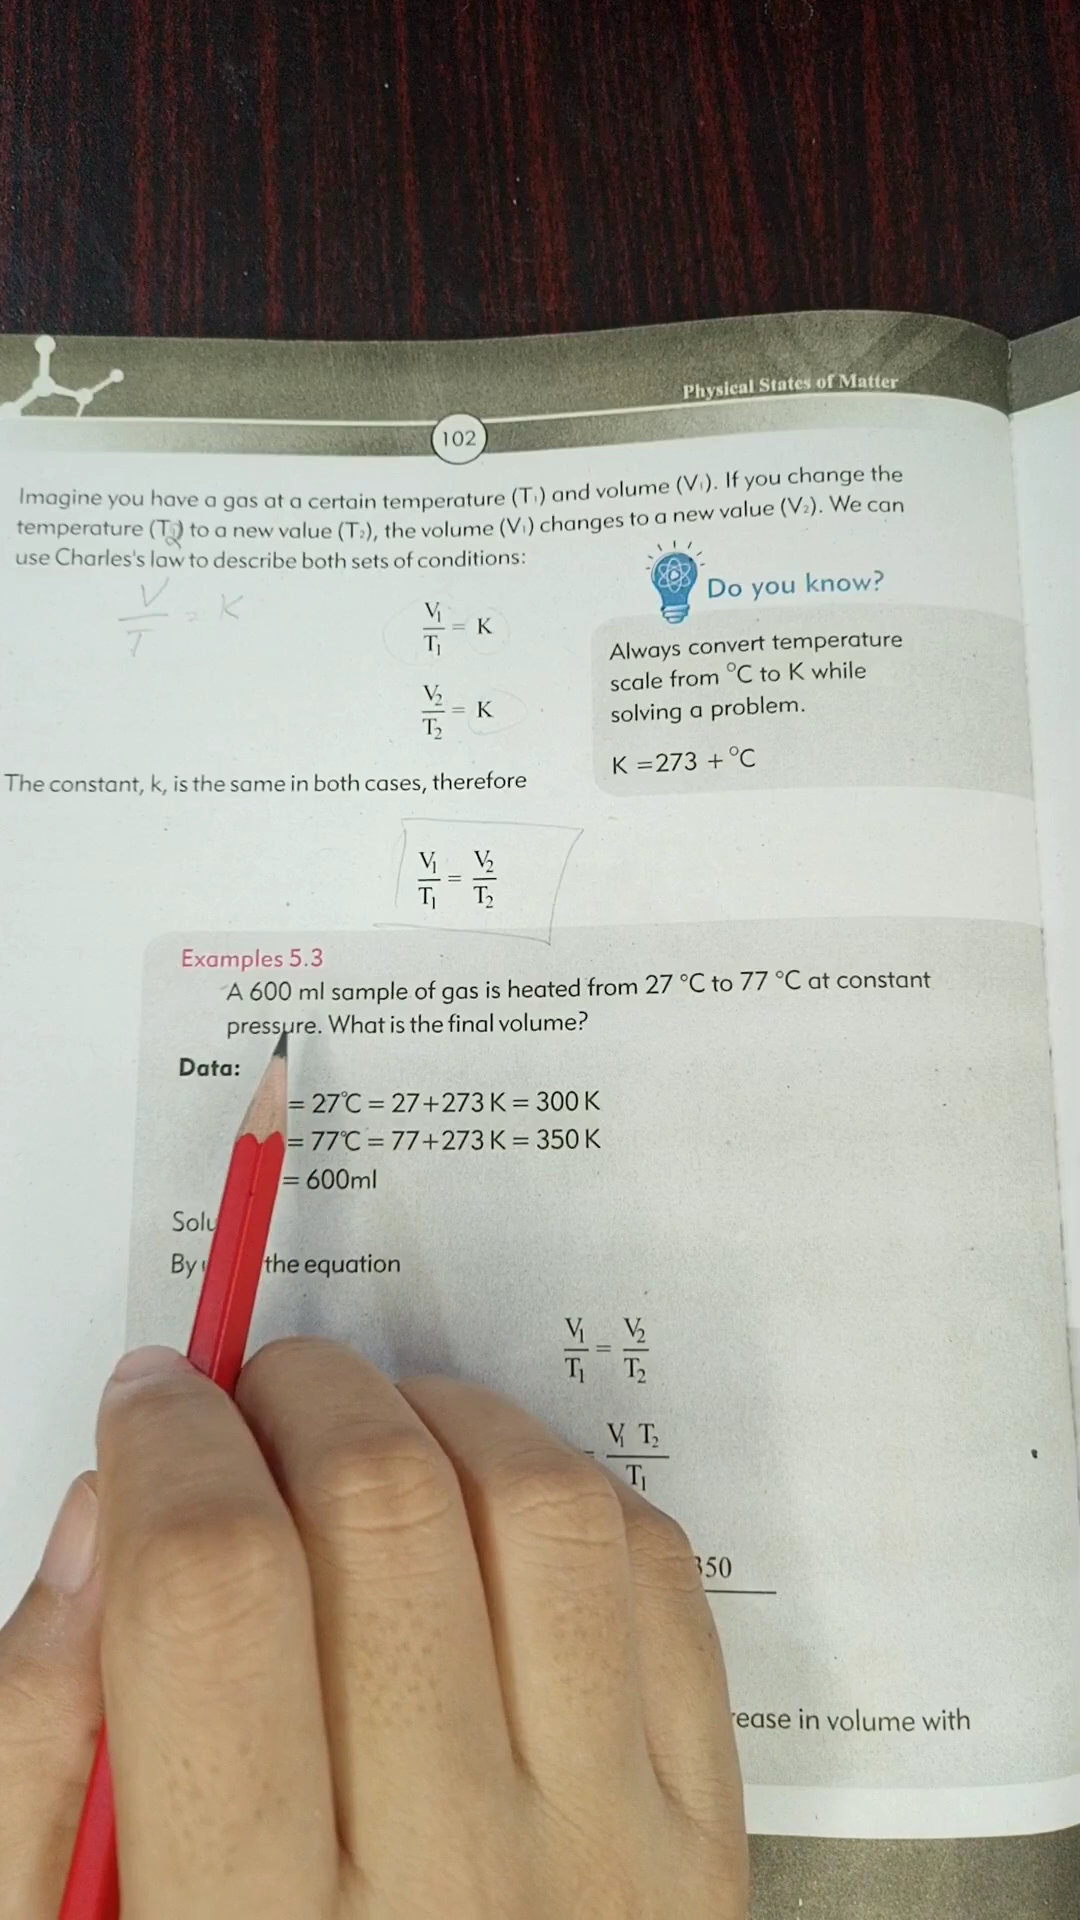 Physical States of Matter
102
Imagine you have a gas at a certain temperature (T₁) and volume (V₁). If you change the
temperature (T₁) to a new value (T₂), the volume (V₁) changes to a new value (V₂). We can
use Charles's law to describe both sets of conditions:
V/T = K
V₁/T₁ = K
V₂/T₂ = K
Do you know?
Always convert temperature
scale from °C to K while
solving a problem.
K =273 + °C
The constant, k, is the same in both cases, therefore
V₁/T₁ = V₂/T₂
Examples 5.3
A 600 ml sample of gas is heated from 27 °C to 77 °C at constant
pressure. What is the final volume?
Data:
= 27°C = 27+273 K = 300 K
= 77°C = 77+273 K = 350 K
= 600ml
Solu
By the equation
V₁/T₁ = V₂/T₂
= V₁ T₂/T₁
350
ease in volume with